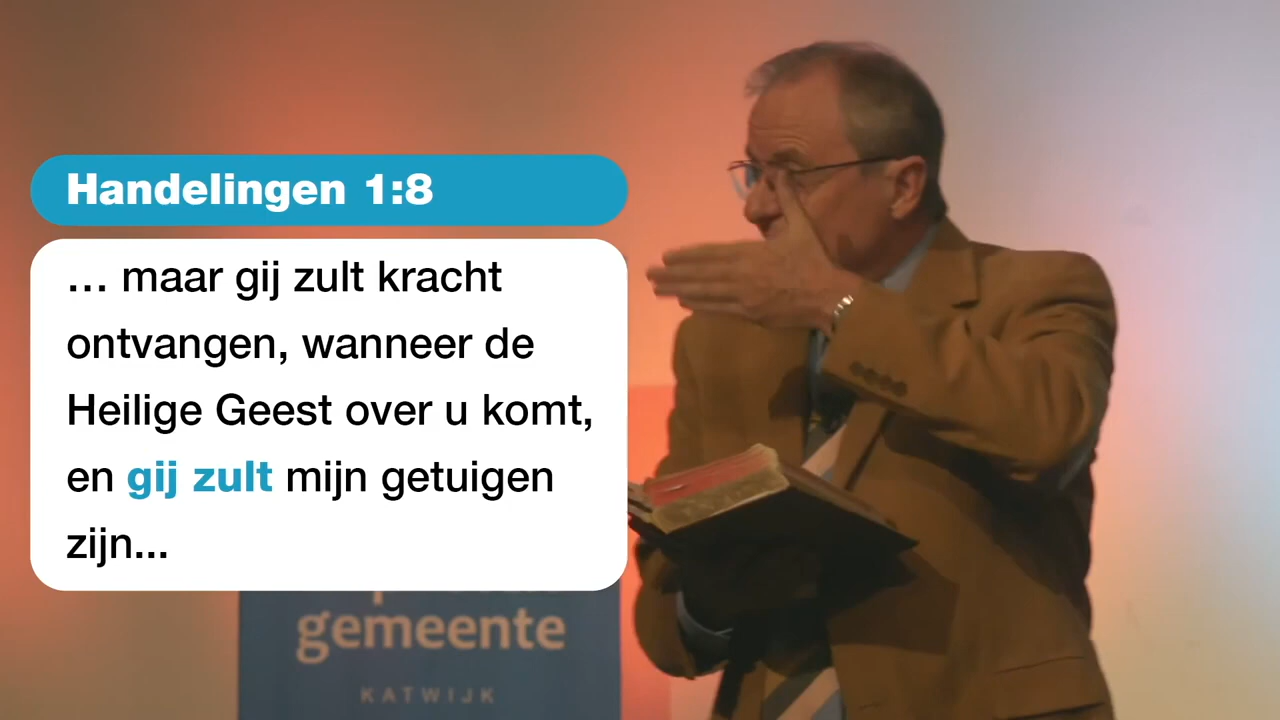 Handelingen 1:8
… maar gij zult kracht
ontvangen, wanneer de
Heilige Geest over u komt,
en gij zult mijn getuigen
zijn...
gemeente
KATWIJK